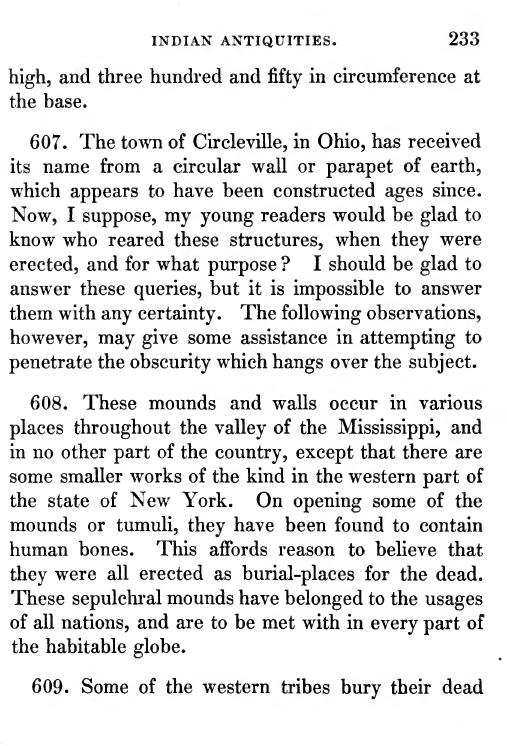 INDIAN ANTIQUITIES. 233
high, and three hundred and fifty in circumference at
the base.
607. The town of Circleville, in Ohio, has received
its name from a circular wall or parapet of earth,
which appears to have been constructed ages since.
Now, I suppose, my young readers would be glad to
know who reared these structures, when they were
erected, and for what purpose? I should be glad to
answer these queries, but it is impossible to answer
them with any certainty. The following observations,
however, may give some assistance in attempting to
penetrate the obscurity which hangs over the subject.
608. These mounds and walls occur in various
places throughout the valley of the Mississippi, and
in no other part of the country, except that there are
some smaller works of the kind in the western part of
the state of New York. On opening some of the
mounds or tumuli, they have been found to contain
human bones. This affords reason to believe that
they were all erected as burial-places for the dead.
These sepulchral mounds have belonged to the usages
of all nations, and are to be met with in every part of
the habitable globe.
609. Some of the western tribes bury their dead